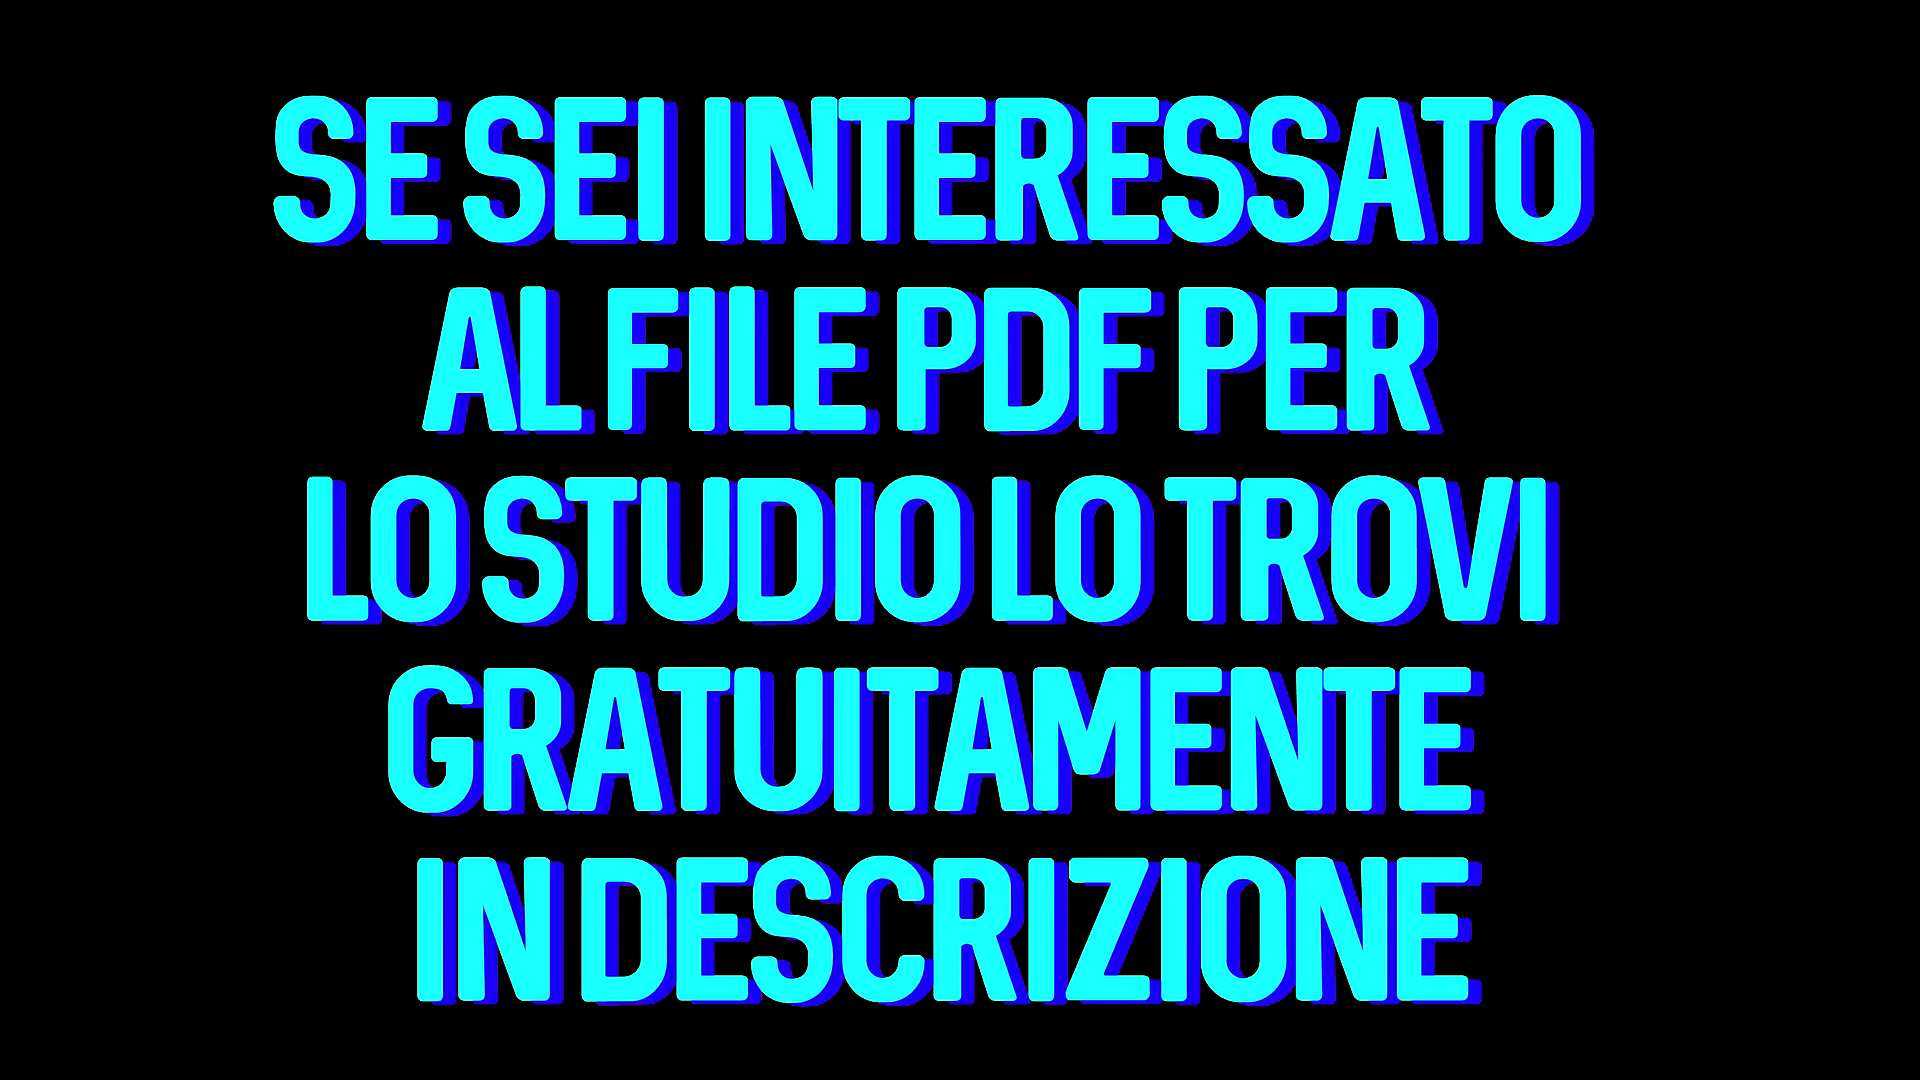 SE SEI INTERESSATO
AL FILE PDF PER
LO STUDIO LO TROVI
GRATUITAMENTE
IN DESCRIZIONE